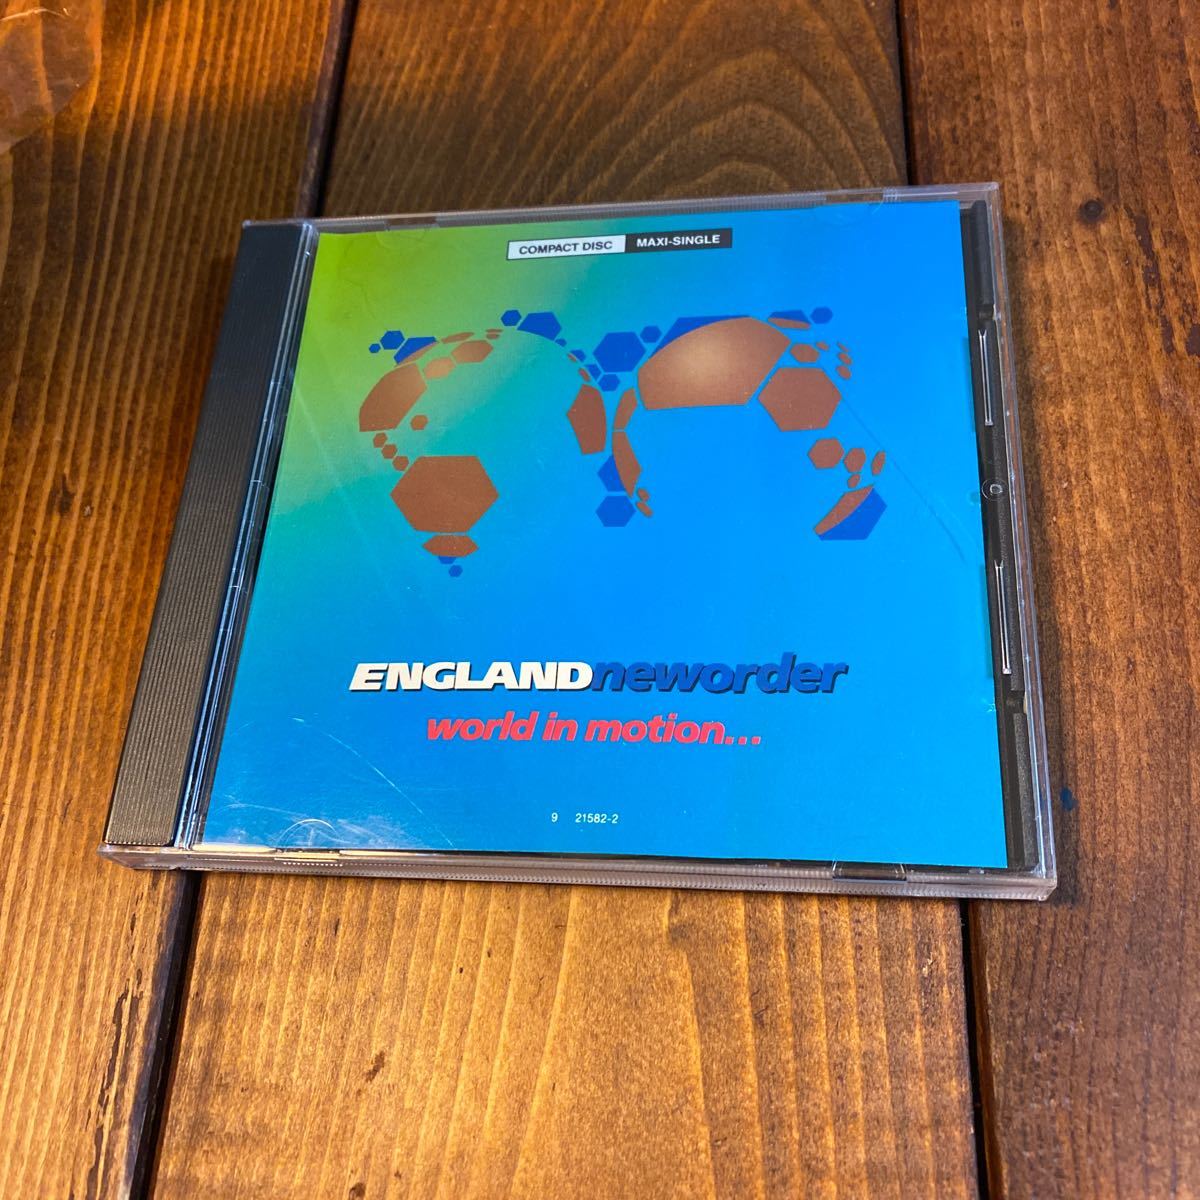 COMPACT DISC MAXI-SINGLE
ENGLANDneworder
world in motion...
9 21582-2